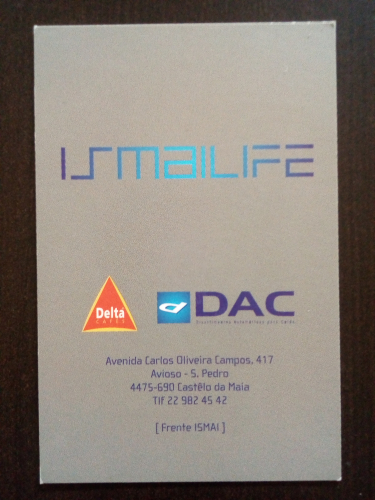 ISMAILIFE
Delta
CAFÉS
DAC
Avenida Carlos Oliveira Campos, 417
Avioso - S. Pedro
4475-690 Castêlo da Maia
Tlf 22 982 45 42
[ Frente ISMAI ]